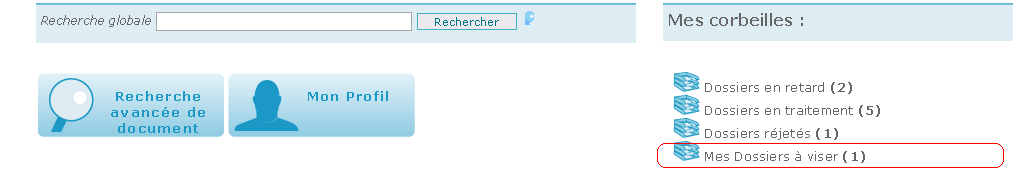 Recherche globale Rechercher
Recherche
avancée de
document
Mon Profil
Mes corbeilles :
Dossiers en retard (2)
Dossiers en traitement (5)
Dossiers réjetés (1)
Mes Dossiers à viser (1)